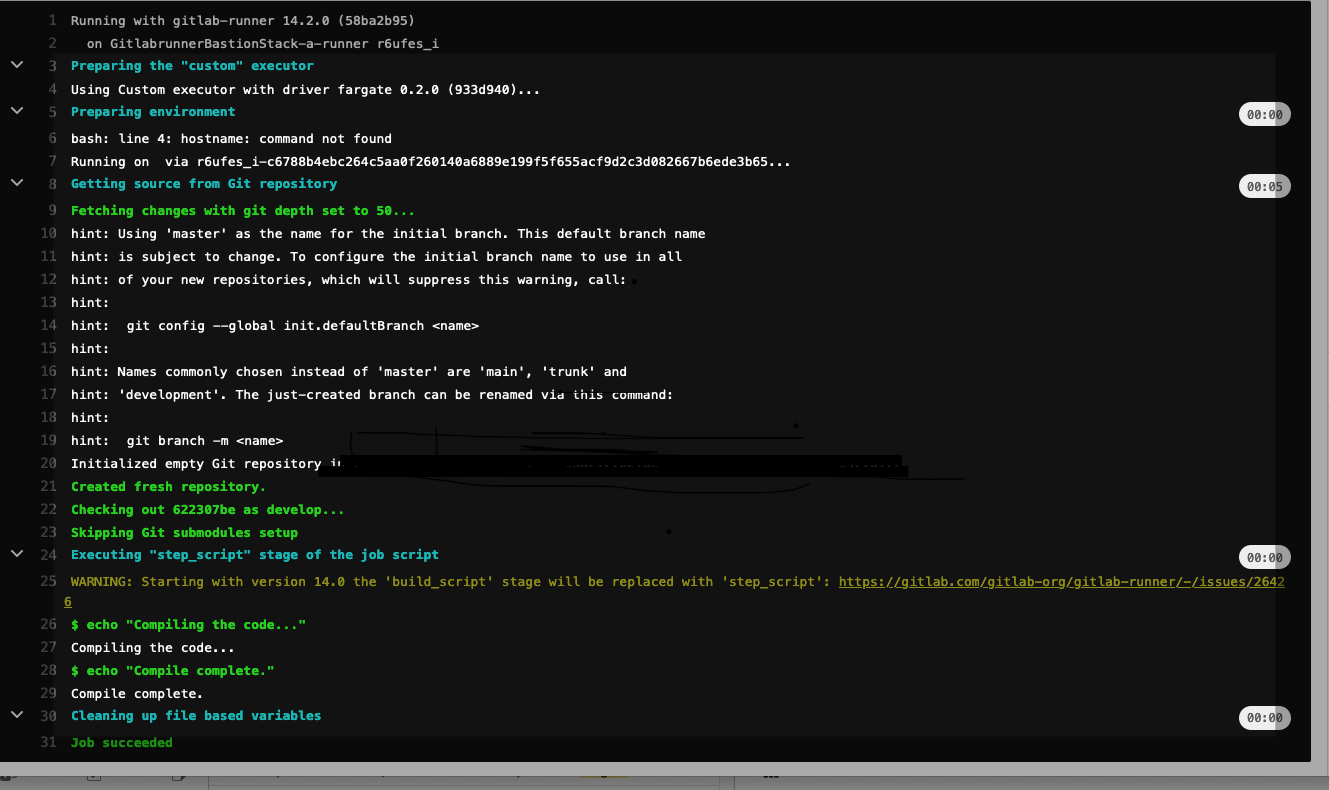 1 Running with gitlab-runner 14.2.0 (58ba2b95)
2 on GitlabrunnerBastionStack-a-runner r6ufes_i
3 Preparing the "custom" executor
4 Using Custom executor with driver fargate 0.2.0 (933d940)...
5 Preparing environment 00:00
6 bash: line 4: hostname: command not found
7 Running on  via r6ufes_i-c6788b4ebc264c5aa0f260140a6889e199f5f655acf9d2c3d082667b6ede3b65...
8 Getting source from Git repository 00:05
9 Fetching changes with git depth set to 50...
10 hint: Using 'master' as the name for the initial branch. This default branch name
11 hint: is subject to change. To configure the initial branch name to use in all
12 hint: of your new repositories, which will suppress this warning, call:
13 hint:
14 hint:  git config --global init.defaultBranch <name>
15 hint:
16 hint: Names commonly chosen instead of 'master' are 'main', 'trunk' and
17 hint: 'development'. The just-created branch can be renamed via this command:
18 hint:
19 hint:  git branch -m <name>
20 Initialized empty Git repository in
21 Created fresh repository.
22 Checking out 622307be as develop...
23 Skipping Git submodules setup
24 Executing "step_script" stage of the job script 00:00
25 WARNING: Starting with version 14.0 the 'build_script' stage will be replaced with 'step_script': https://gitlab.com/gitlab-org/gitlab-runner/-/issues/2642
6
26 $ echo "Compiling the code..."
27 Compiling the code...
28 $ echo "Compile complete."
29 Compile complete.
30 Cleaning up file based variables 00:00
31 Job succeeded